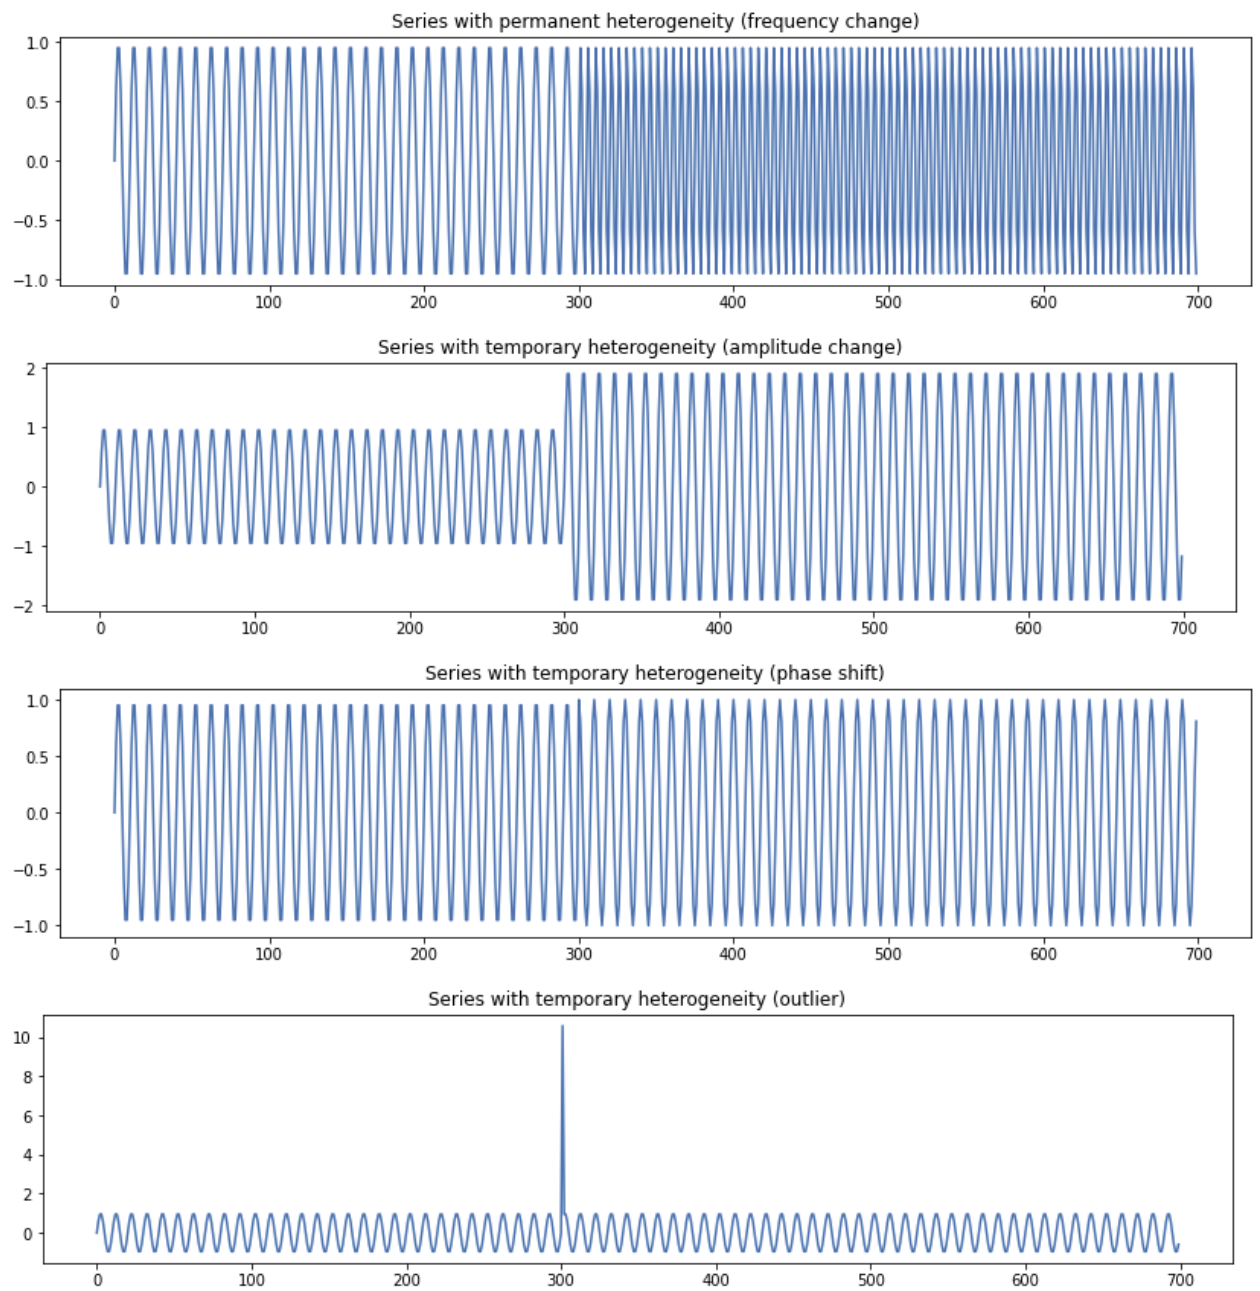 Series with permanent heterogeneity (frequency change)
1.0
0.5
0.0
−0.5
−1.0
0 100 200 300 400 500 600 700
Series with temporary heterogeneity (amplitude change)
2
1
0
−1
−2
0 100 200 300 400 500 600 700
Series with temporary heterogeneity (phase shift)
1.0
0.5
0.0
−0.5
−1.0
0 100 200 300 400 500 600 700
Series with temporary heterogeneity (outlier)
10
8
6
4
2
0
0 100 200 300 400 500 600 700